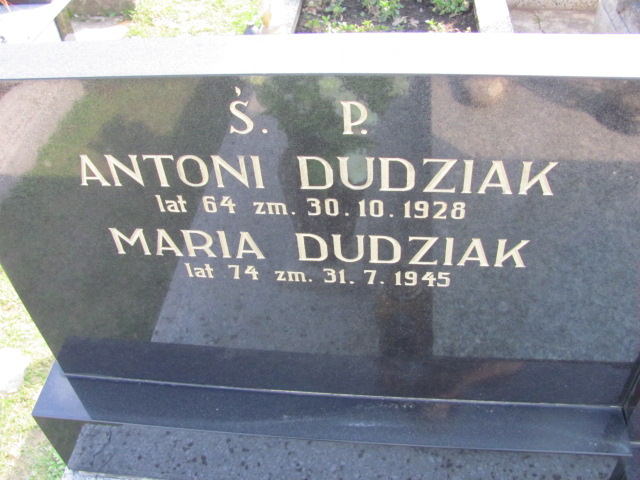 Ś. P.
ANTONI DUDZIAK
lat 64 zm. 30.10.1928
MARIA DUDZIAK
lat 74 zm. 31.7.1945